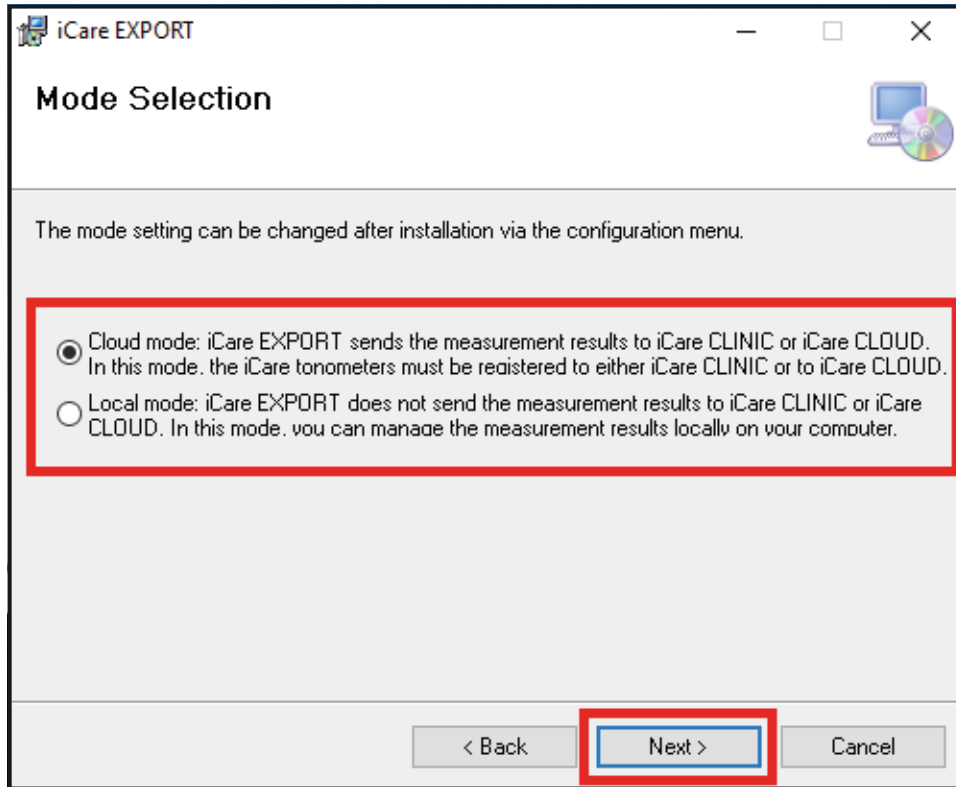 iCare EXPORT
Mode Selection
The mode setting can be changed after installation via the configuration menu.
Cloud mode: iCare EXPORT sends the measurement results to iCare CLINIC or iCare CLOUD.
In this mode, the iCare tonometers must be registered to either iCare CLINIC or to iCare CLOUD.
Local mode: iCare EXPORT does not send the measurement results to iCare CLINIC or iCare
CLOUD. In this mode, you can manage the measurement results locally on your computer.
< Back
Next >
Cancel